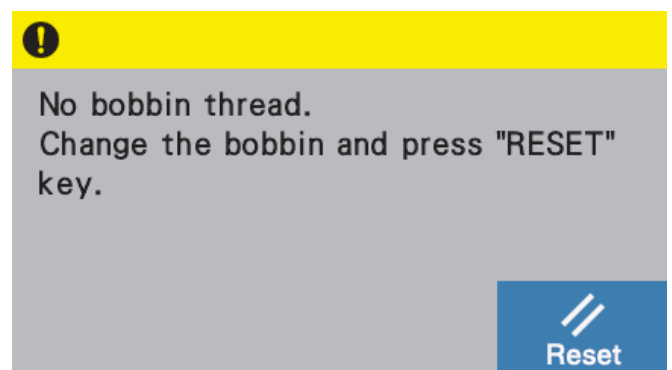 No bobbin thread.
Change the bobbin and press "RESET"
key.
Reset